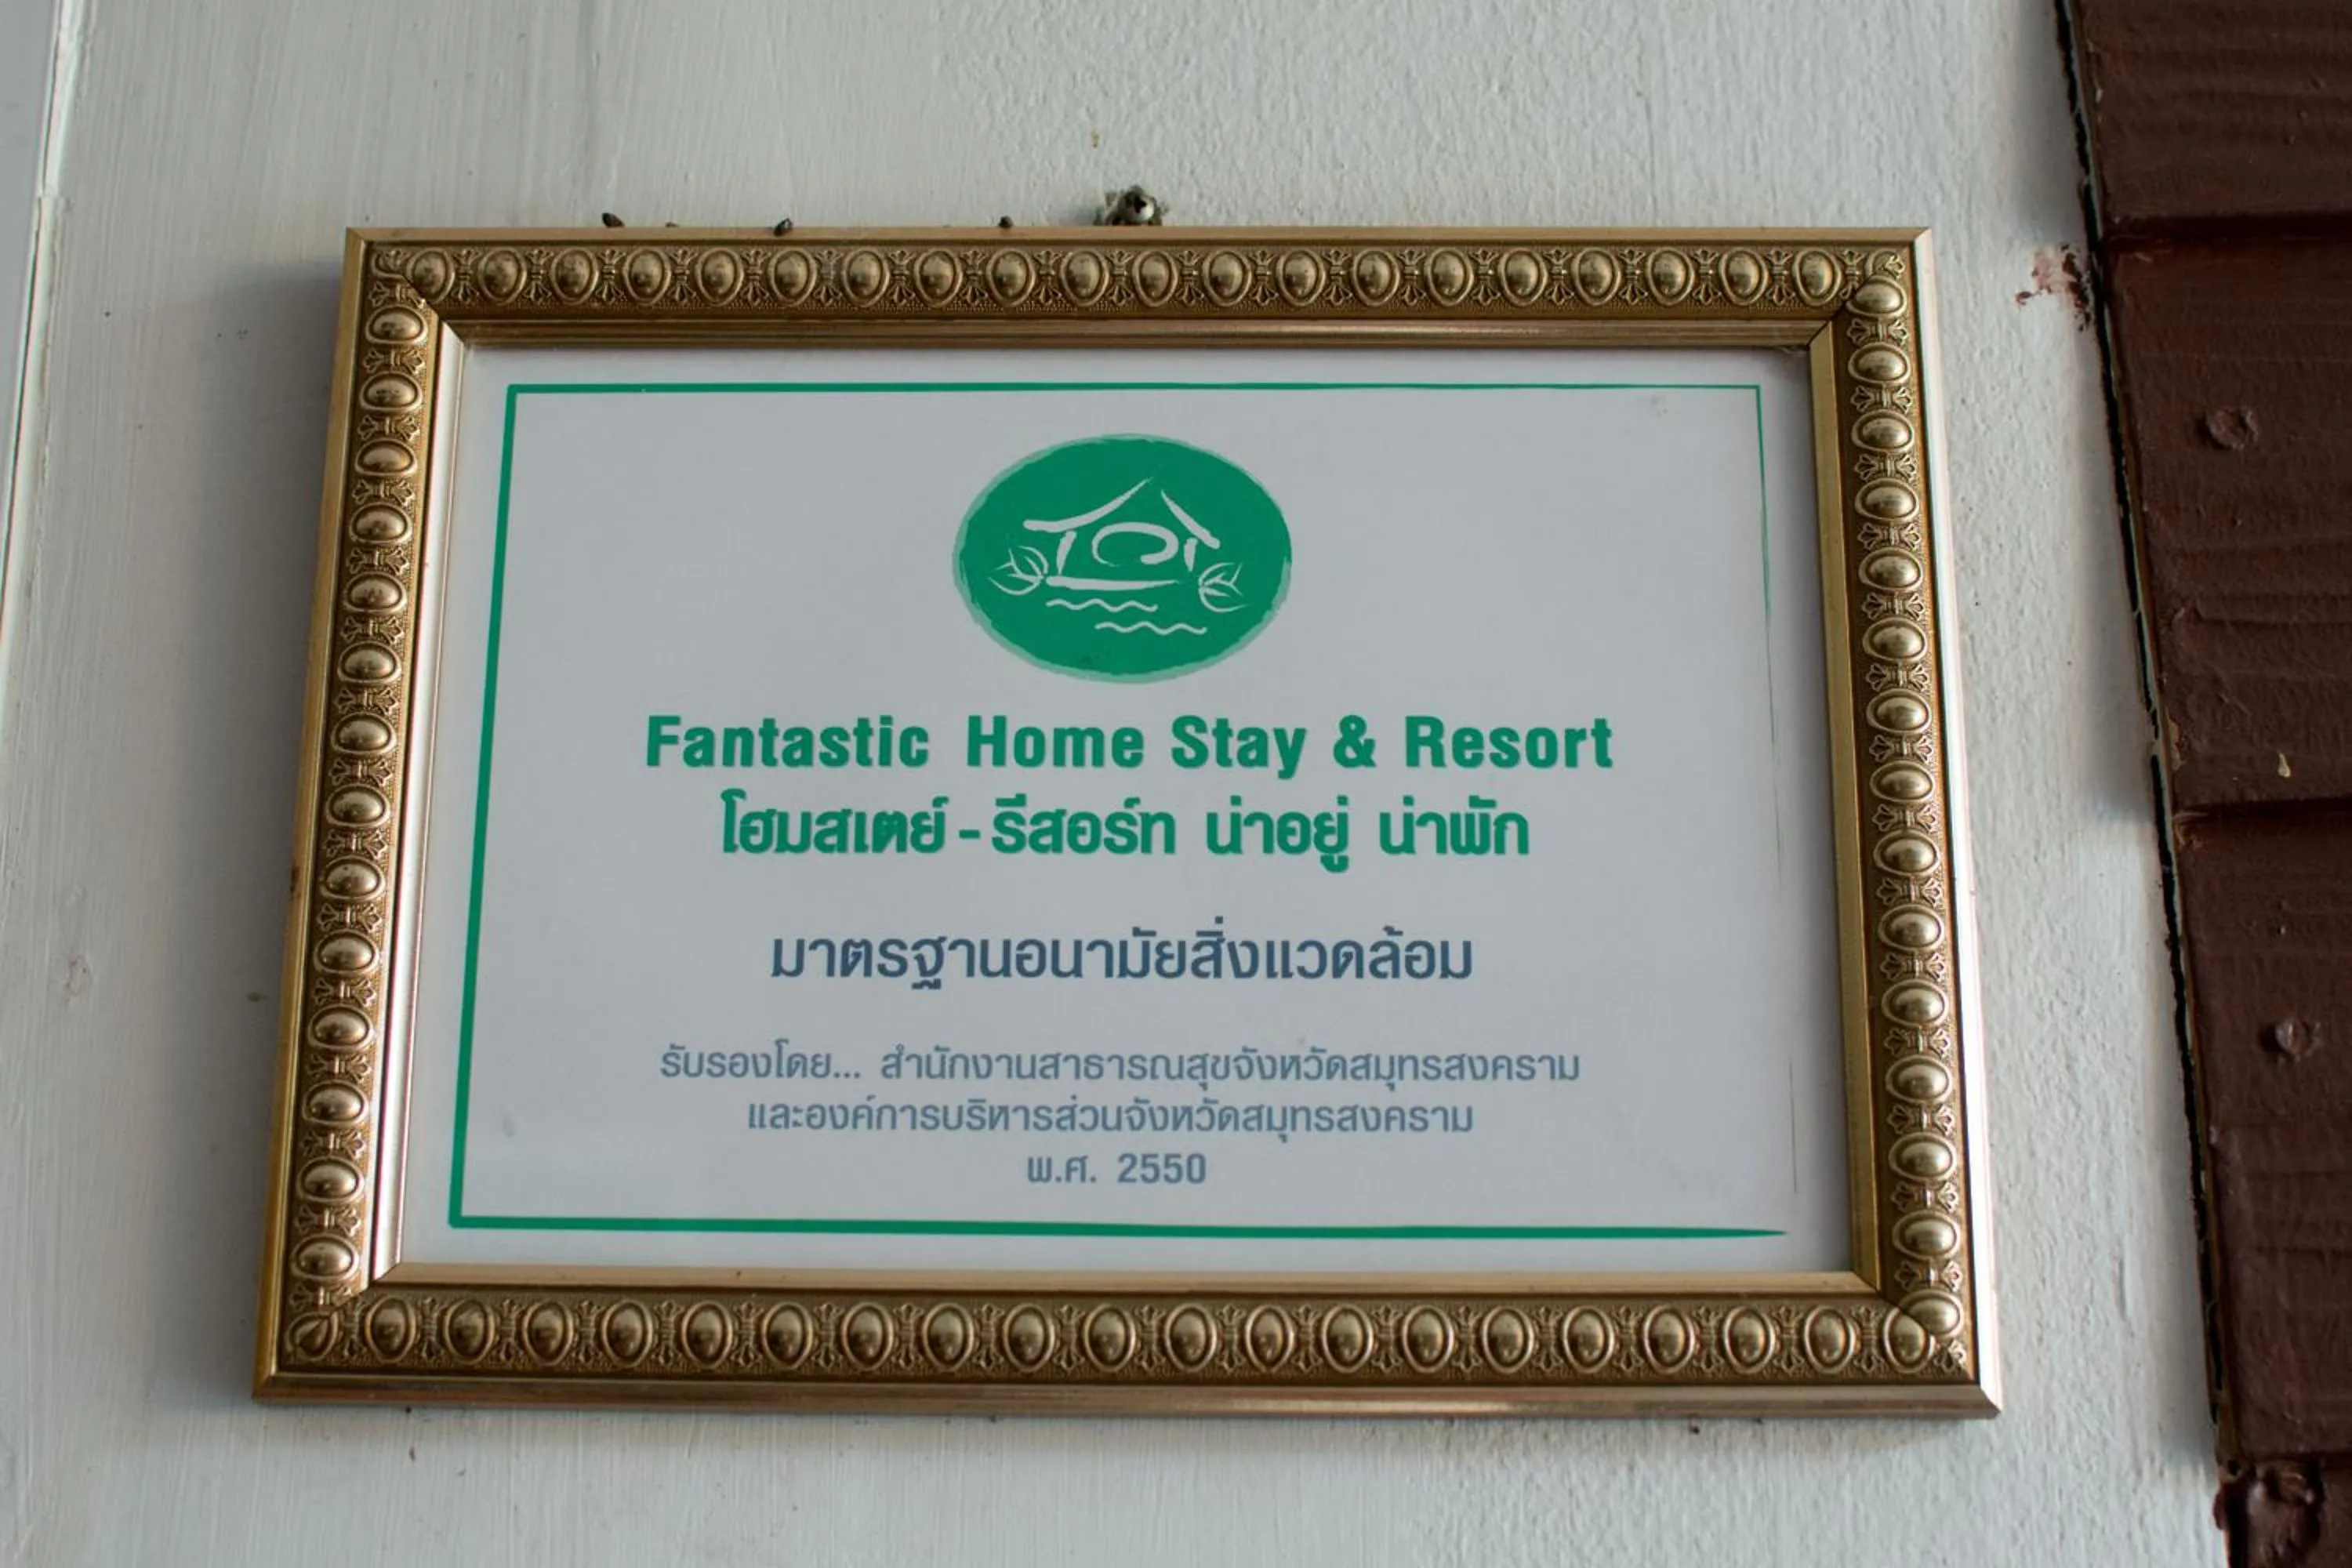 Fantastic Home Stay & Resort
โฮมสเตย์ - รีสอร์ท น่าอยู่ น่าพัก
มาตรฐานอนามัยสิ่งแวดล้อม
รับรองโดย... สำนักงานสาธารณสุขจังหวัดสมุทรสงคราม
และองค์การบริหารส่วนจังหวัดสมุทรสงคราม
พ.ศ. 2550